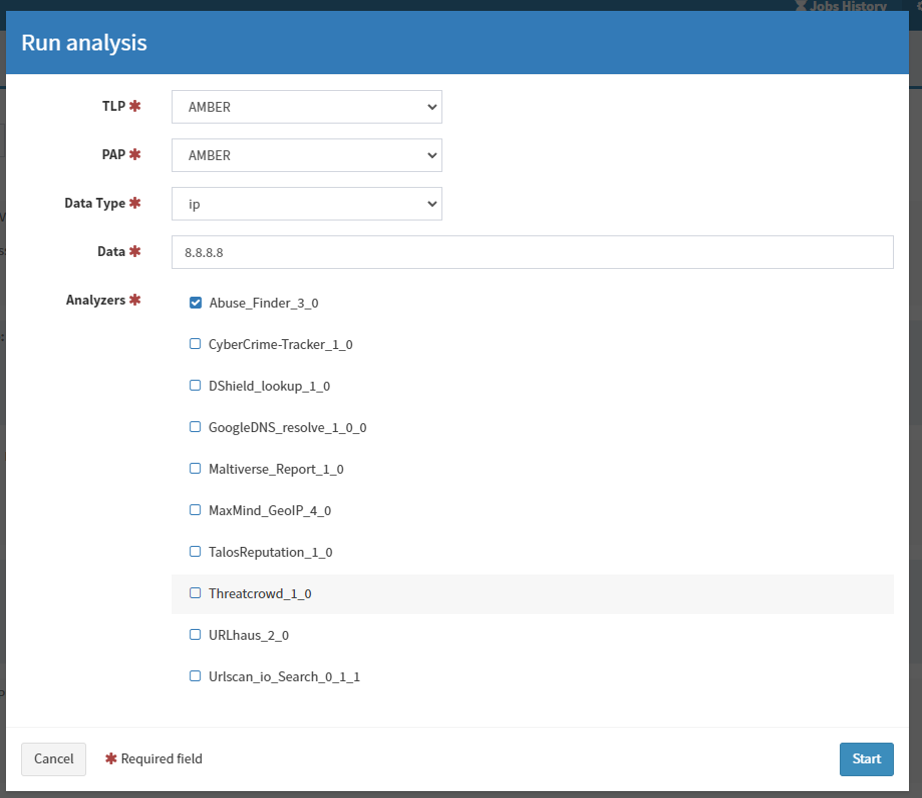 Jobs History
Run analysis
TLP ✱ AMBER
PAP ✱ AMBER
Data Type ✱ ip
Data ✱ 8.8.8.8
Analyzers ✱ Abuse_Finder_3_0
CyberCrime-Tracker_1_0
DShield_lookup_1_0
GoogleDNS_resolve_1_0_0
Maltiverse_Report_1_0
MaxMind_GeoIP_4_0
TalosReputation_1_0
Threatcrowd_1_0
URLhaus_2_0
Urlscan_io_Search_0_1_1
Cancel ✱ Required field Start